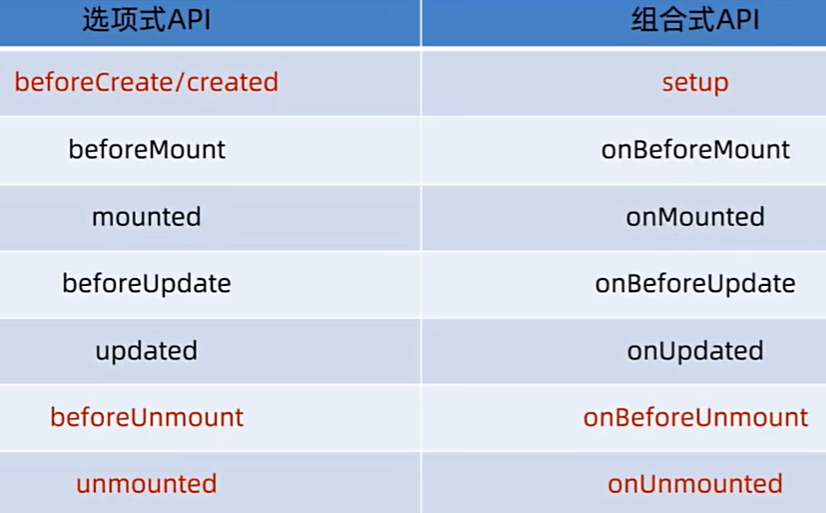 选项式API 组合式API
beforeCreate/created setup
beforeMount onBeforeMount
mounted onMounted
beforeUpdate onBeforeUpdate
updated onUpdated
beforeUnmount onBeforeUnmount
unmounted onUnmounted